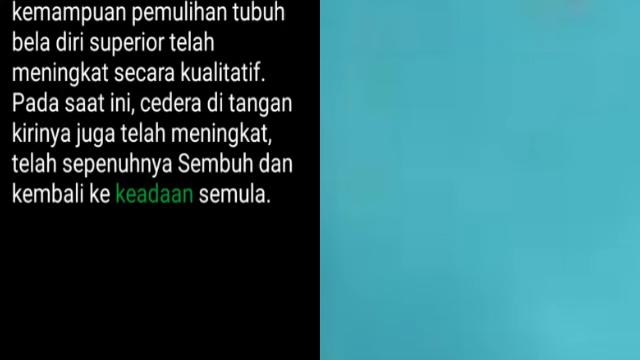 kemampuan pemulihan tubuh
bela diri superior telah
meningkat secara kualitatif.
Pada saat ini, cedera di tangan
kirinya juga telah meningkat,
telah sepenuhnya Sembuh dan
kembali ke keadaan semula.